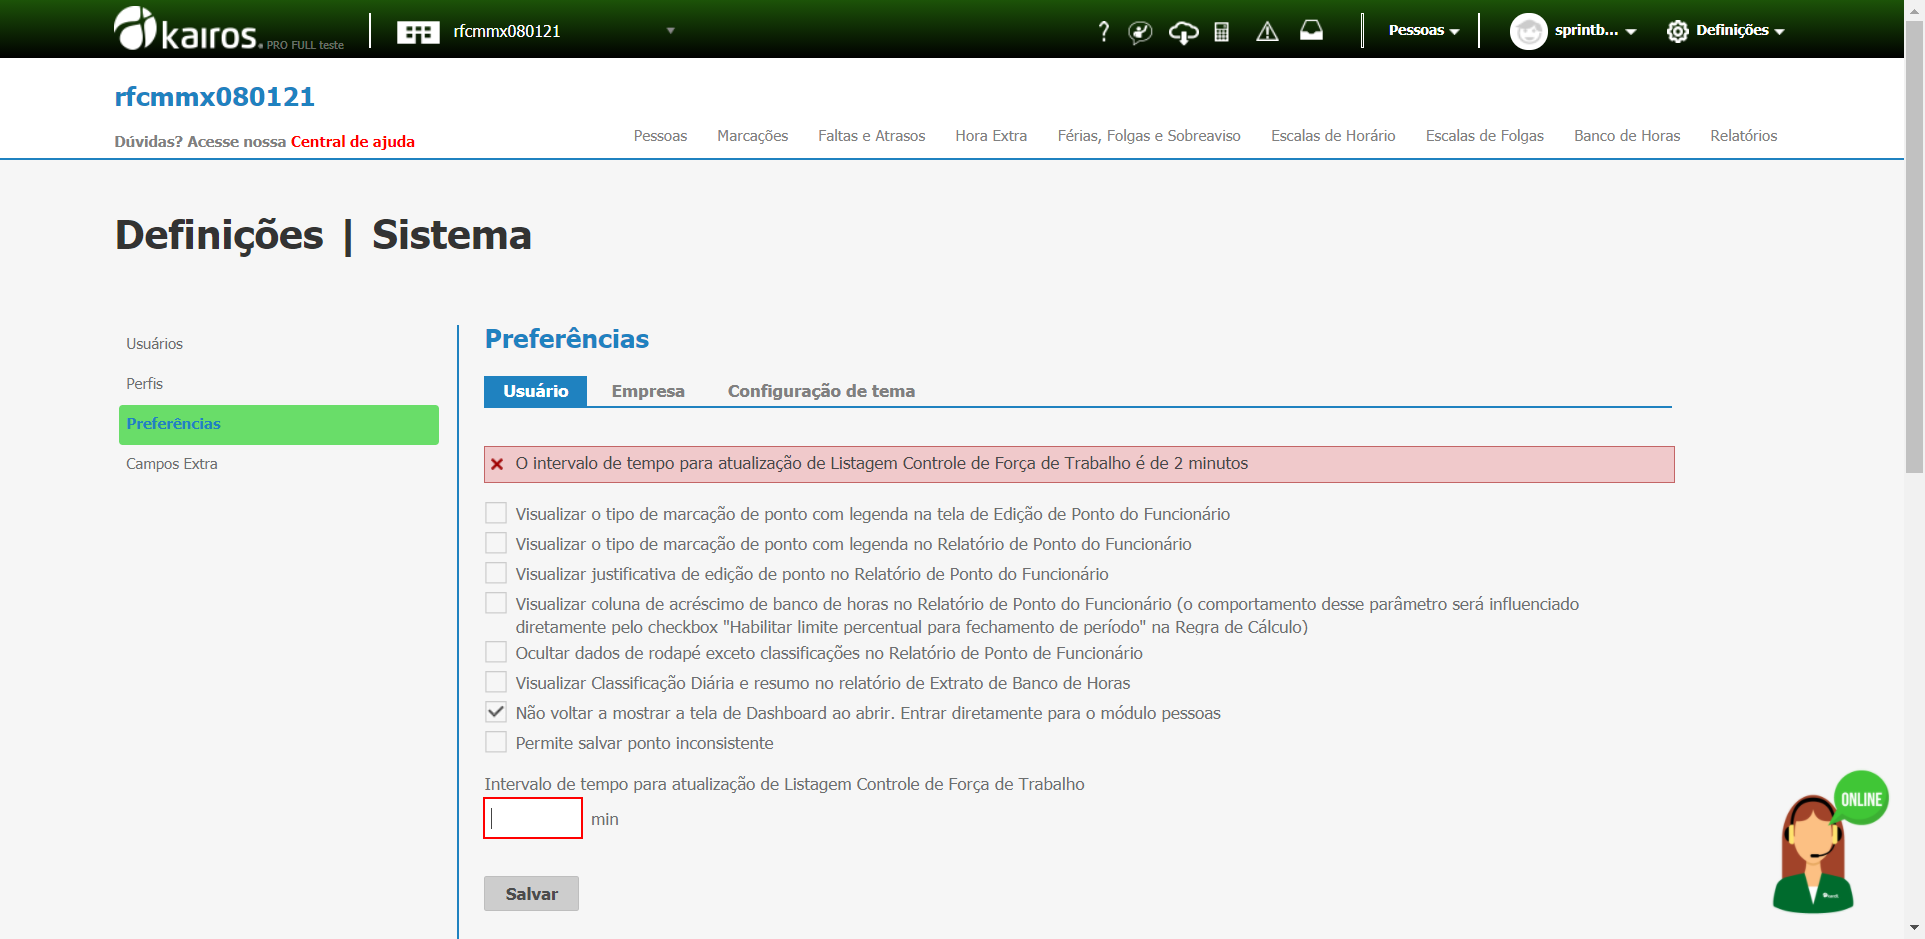 kairos. PRO FULL teste
rfcmmx080121
?
Pessoas
sprintb...
Definições
rfcmmx080121
Dúvidas? Acesse nossa Central de ajuda
Pessoas
Marcações
Faltas e Atrasos
Hora Extra
Férias, Folgas e Sobreaviso
Escalas de Horário
Escalas de Folgas
Banco de Horas
Relatórios
Definições | Sistema
Usuários
Perfis
Preferências
Campos Extra
Preferências
Usuário
Empresa
Configuração de tema
O intervalo de tempo para atualização de Listagem Controle de Força de Trabalho é de 2 minutos
Visualizar o tipo de marcação de ponto com legenda na tela de Edição de Ponto do Funcionário
Visualizar o tipo de marcação de ponto com legenda no Relatório de Ponto do Funcionário
Visualizar justificativa de edição de ponto no Relatório de Ponto do Funcionário
Visualizar coluna de acréscimo de banco de horas no Relatório de Ponto do Funcionário (o comportamento desse parâmetro será influenciado
diretamente pelo checkbox "Habilitar limite percentual para fechamento de período" na Regra de Cálculo)
Ocultar dados de rodapé exceto classificações no Relatório de Ponto de Funcionário
Visualizar Classificação Diária e resumo no relatório de Extrato de Banco de Horas
Não voltar a mostrar a tela de Dashboard ao abrir. Entrar diretamente para o módulo pessoas
Permite salvar ponto inconsistente
Intervalo de tempo para atualização de Listagem Controle de Força de Trabalho
min
Salvar
ONLINE